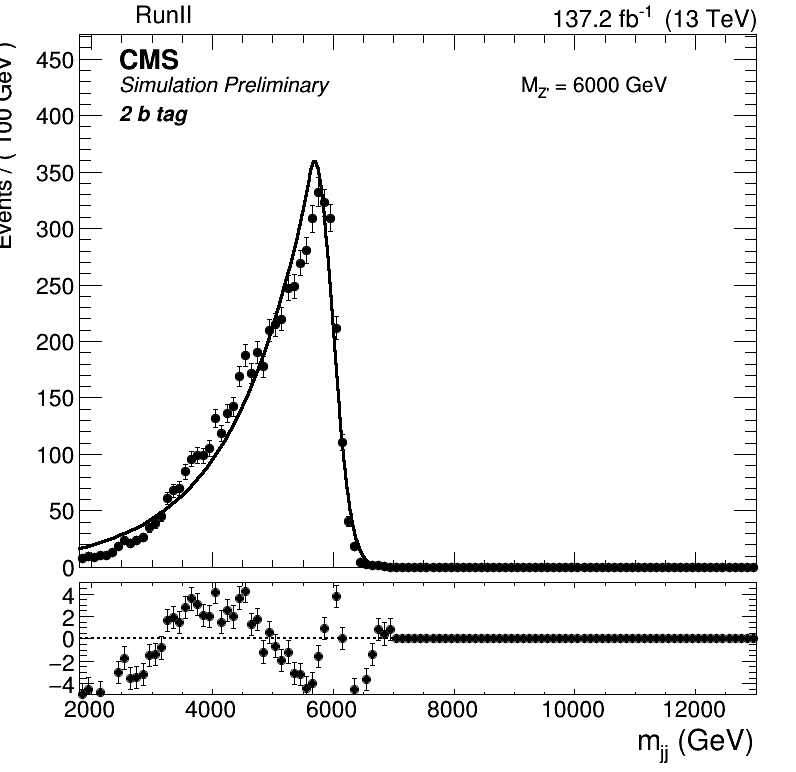 RunII
137.2 fb-1 (13 TeV)
CMS
Simulation Preliminary
2 b tag
MZ' = 6000 GeV
Events / ( 100 GeV )
450
400
350
300
250
200
150
100
50
0
4
2
0
−2
−4
2000 4000 6000 8000 10000 12000
mjj (GeV)